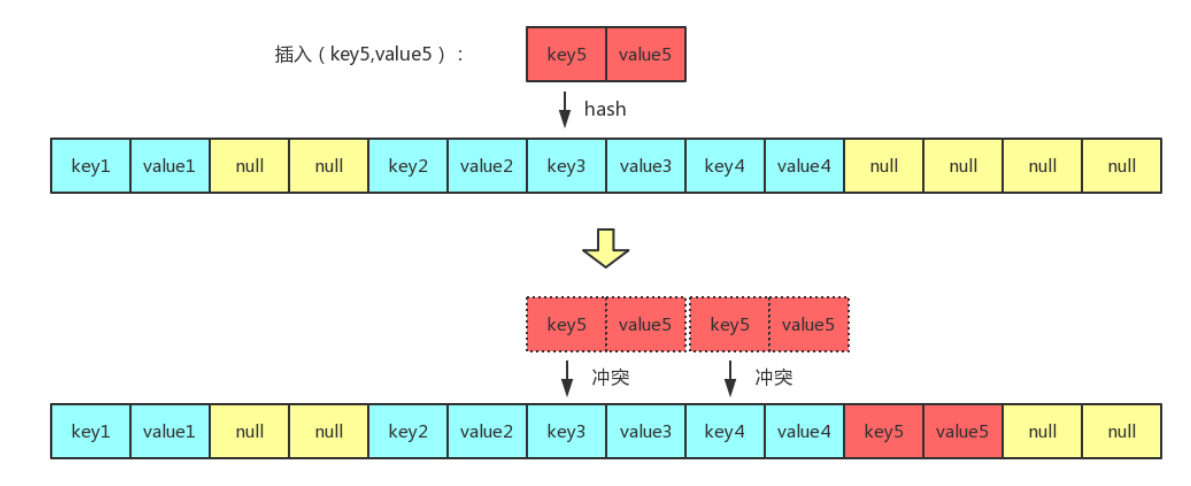 插入（key5,value5）: key5 value5
hash
key1 value1 null null key2 value2 key3 value3 key4 value4 null null null null
key5 value5 key5 value5
冲突 冲突
key1 value1 null null key2 value2 key3 value3 key4 value4 key5 value5 null null